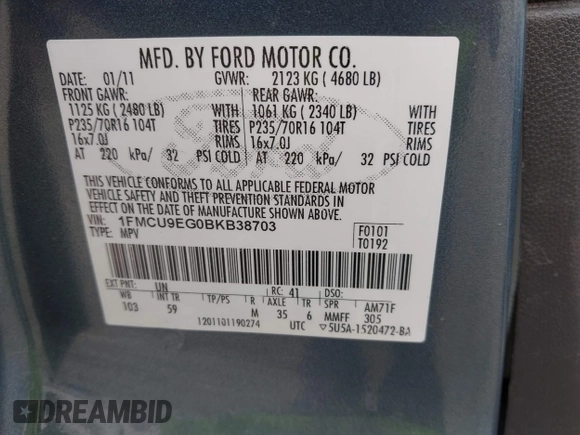 MFD. BY FORD MOTOR CO.
DATE: 01/11 GVWR: 2123 KG ( 4680 LB)
FRONT GAWR: REAR GAWR:
1125 KG ( 2480 LB) WITH 1061 KG ( 2340 LB) WITH
P235/70R16 104T TIRES P235/70R16 104T TIRES
16x7.0J RIMS 16x7.0J RIMS
AT 220 kPa/ 32 PSI COLD AT 220 kPa/ 32 PSI COLD
THIS VEHICLE CONFORMS TO ALL APPLICABLE FEDERAL MOTOR
VEHICLE SAFETY AND THEFT PREVENTION STANDARDS IN
EFFECT ON THE DATE OF MANUFACTURE SHOWN ABOVE.
VIN: 1FMCU9EG0BKB38703 F0101
TYPE: MPV T0192
EXT PNT: UN RC: 41 DSO:
WB INT TR TP/PS R AXLE TR SPR AM71F
103 59 M 35 6 MMFF 305
1201101190274 UTC ▽5U5A-1520472-BA
DREAMBID